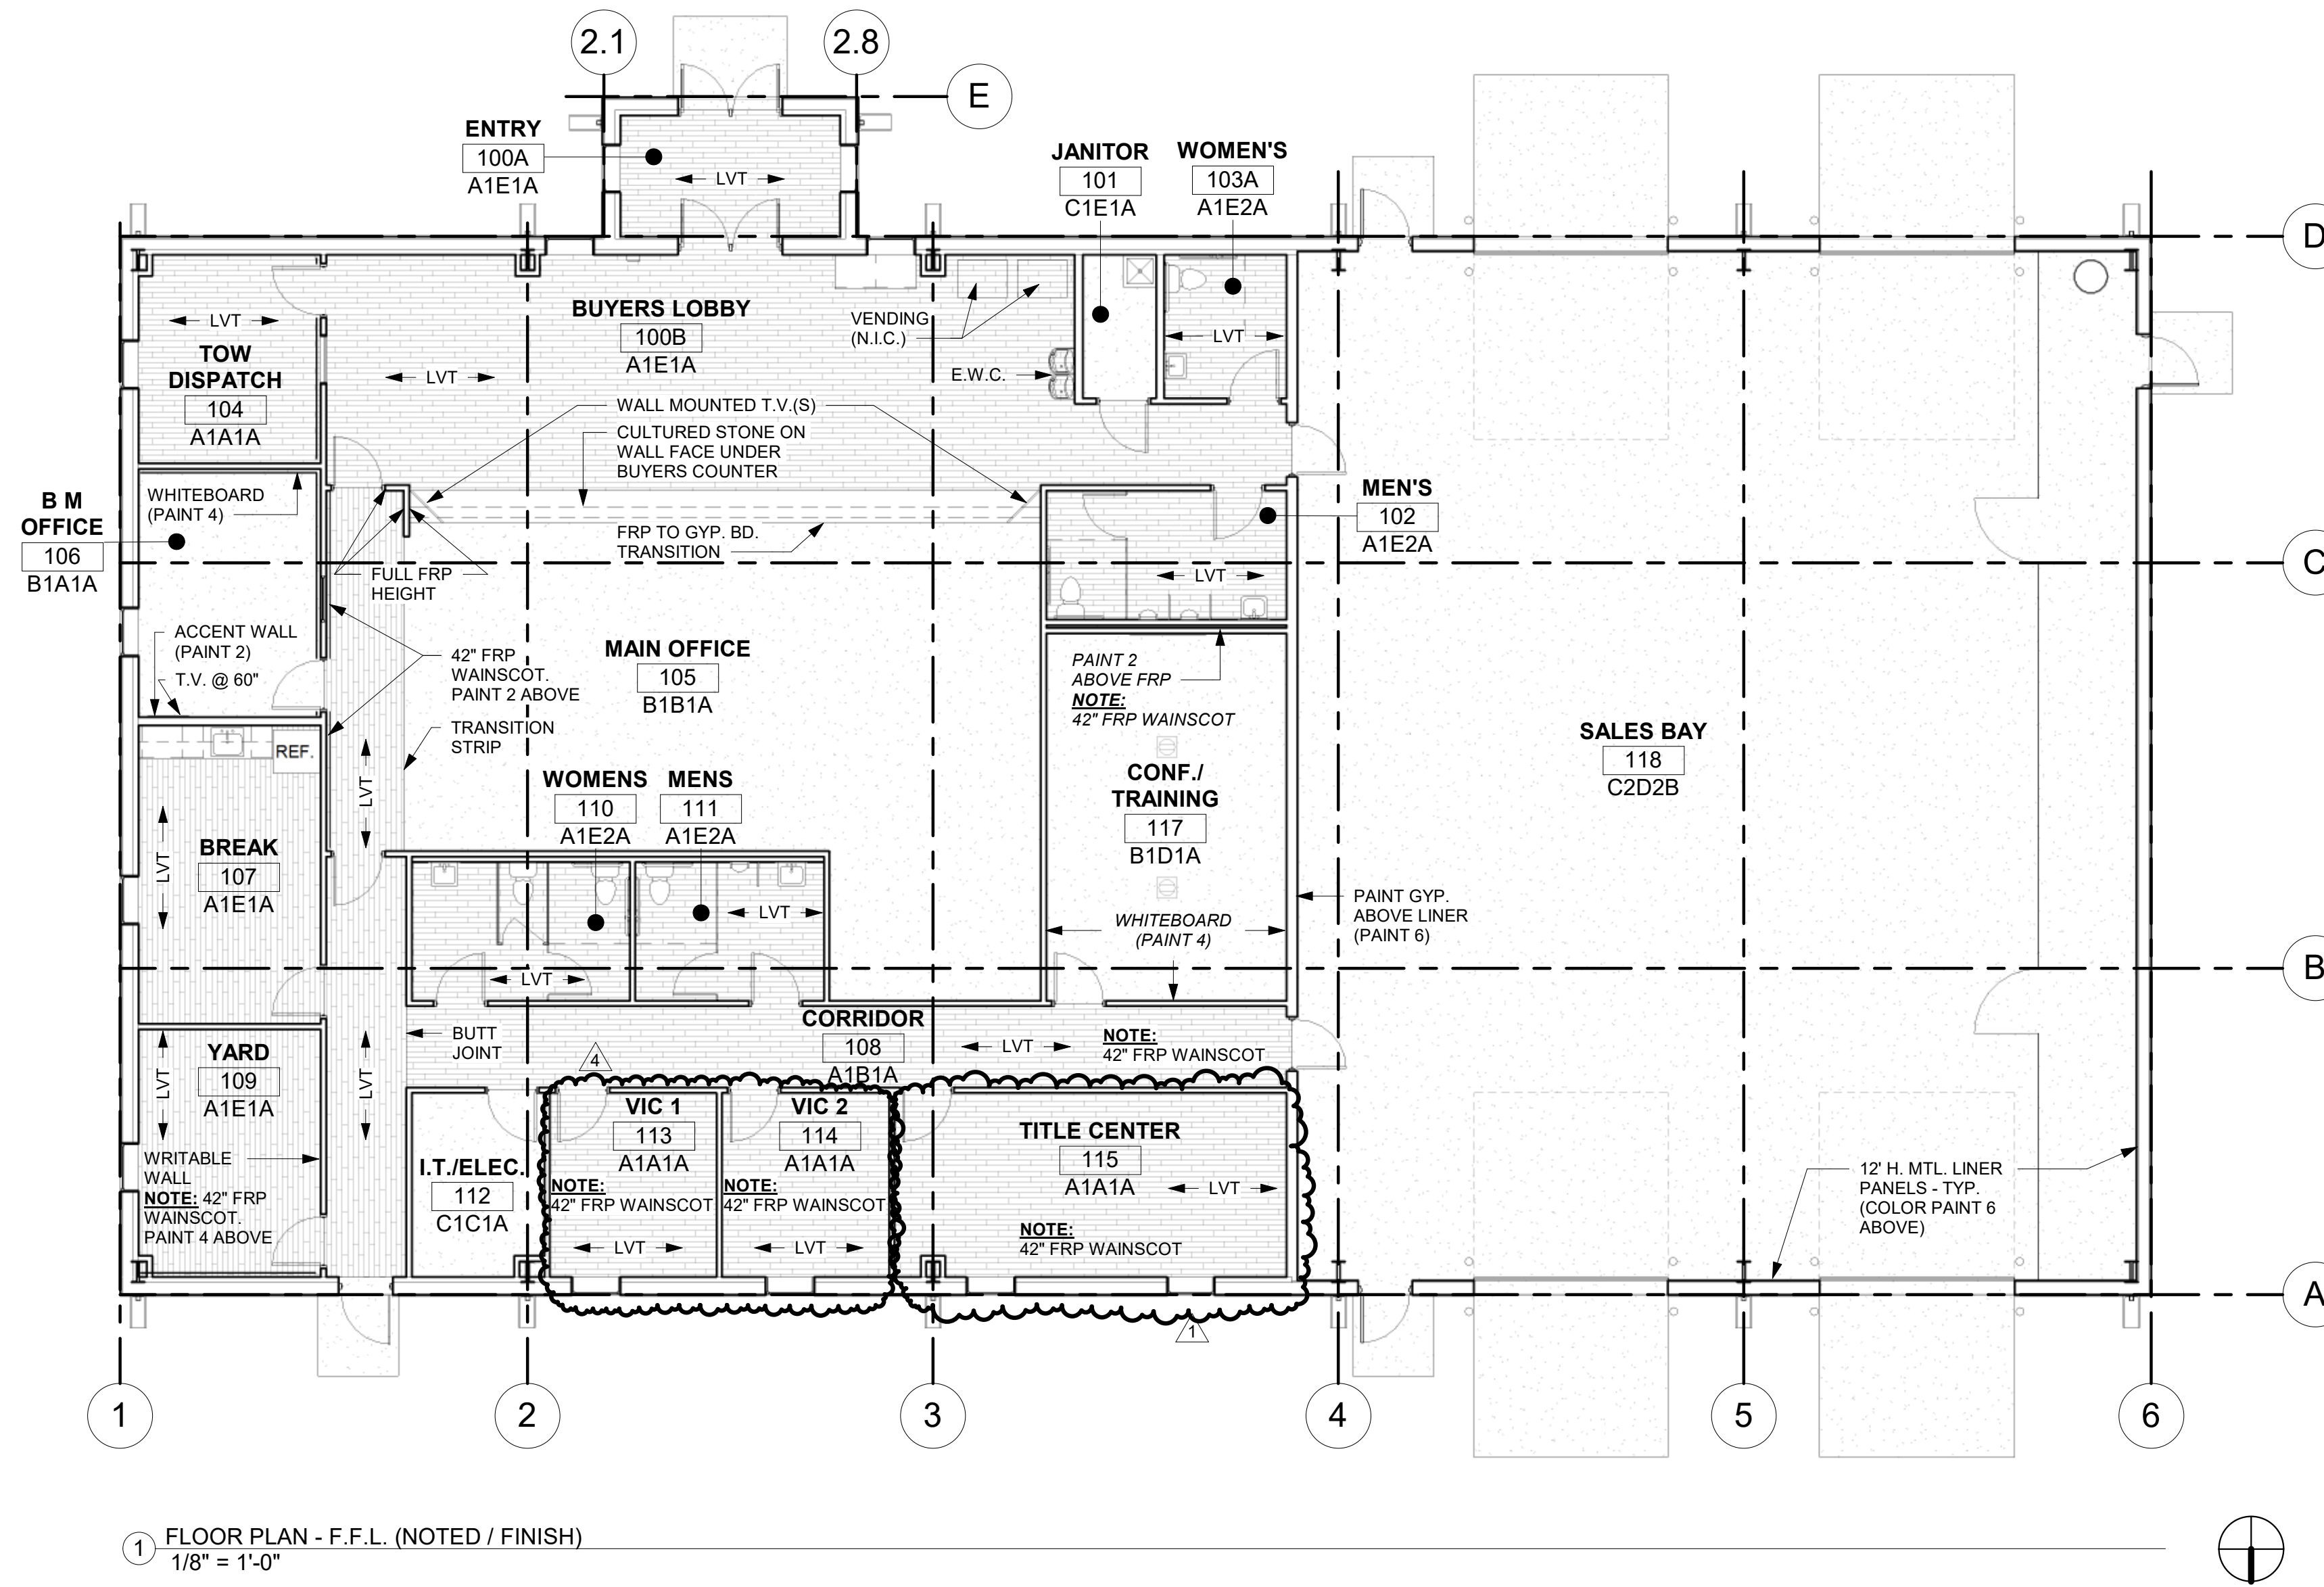 2.1
2.8
E
ENTRY
100A
A1E1A
LVT
JANITOR
101
C1E1A
WOMEN'S
103A
A1E2A
D
LVT
TOW
DISPATCH
104
A1A1A
BUYERS LOBBY
100B
A1E1A
LVT
VENDING
(N.I.C.)
E.W.C.
LVT
WALL MOUNTED T.V.(S)
CULTURED STONE ON
WALL FACE UNDER
BUYERS COUNTER
B M
OFFICE
106
B1A1A
WHITEBOARD
(PAINT 4)
FRP TO GYP. BD.
TRANSITION
MEN'S
102
A1E2A
LVT
C
FULL FRP
HEIGHT
ACCENT WALL
(PAINT 2)
T.V. @ 60"
42" FRP
WAINSCOT.
PAINT 2 ABOVE
TRANSITION
STRIP
MAIN OFFICE
105
B1B1A
PAINT 2
ABOVE FRP
NOTE:
42" FRP WAINSCOT
SALES BAY
118
C2D2B
REF.
LVT
WOMENS
110
A1E2A
MENS
111
A1E2A
CONF./
TRAINING
117
B1D1A
BREAK
107
A1E1A
LVT
LVT
LVT
WHITEBOARD
(PAINT 4)
PAINT GYP.
ABOVE LINER
(PAINT 6)
B
YARD
109
A1E1A
LVT
LVT
BUTT
JOINT
4
CORRIDOR
108
A1B1A
LVT
NOTE:
42" FRP WAINSCOT
WRITABLE
WALL
NOTE: 42" FRP
WAINSCOT.
PAINT 4 ABOVE
I.T./ELEC.
112
C1C1A
VIC 1
113
A1A1A
NOTE:
42" FRP WAINSCOT
LVT
VIC 2
114
A1A1A
NOTE:
42" FRP WAINSCOT
LVT
TITLE CENTER
115
A1A1A
LVT
NOTE:
42" FRP WAINSCOT
12' H. MTL. LINER
PANELS - TYP.
(COLOR PAINT 6
ABOVE)
A
1
1
2
3
4
5
6
1
FLOOR PLAN - F.F.L. (NOTED / FINISH)
1/8" = 1'-0"